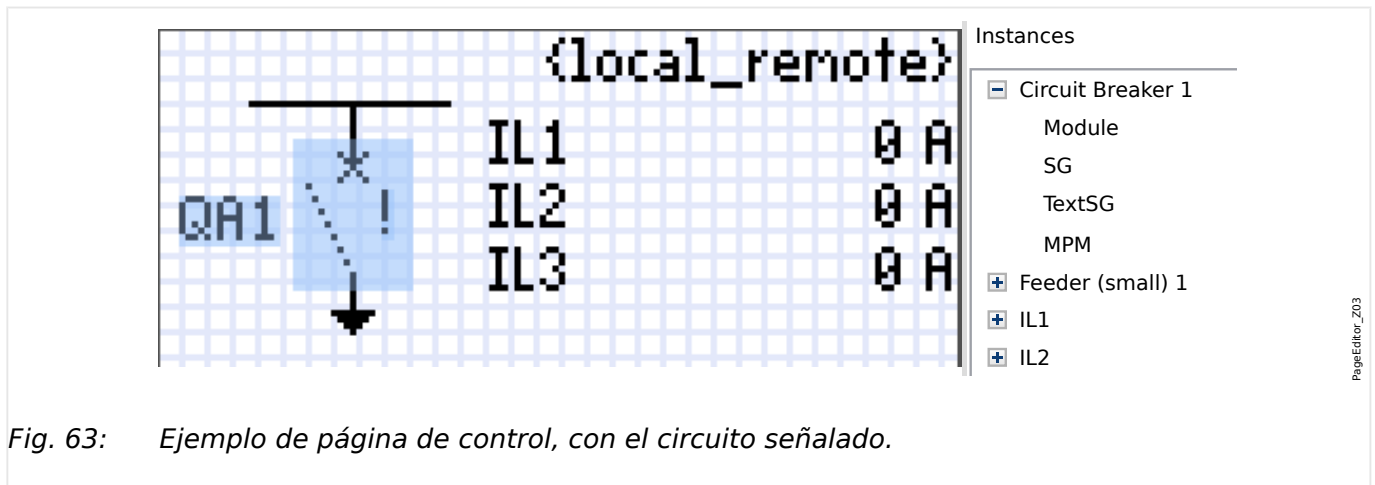 {local_remote}
IL1 0 A
IL2 0 A
IL3 0 A
QA1
!
Instances
Circuit Breaker 1
Module
SG
TextSG
MPM
Feeder (small) 1
IL1
IL2
PageEditor_Z03
Fig. 63: Ejemplo de página de control, con el circuito señalado.